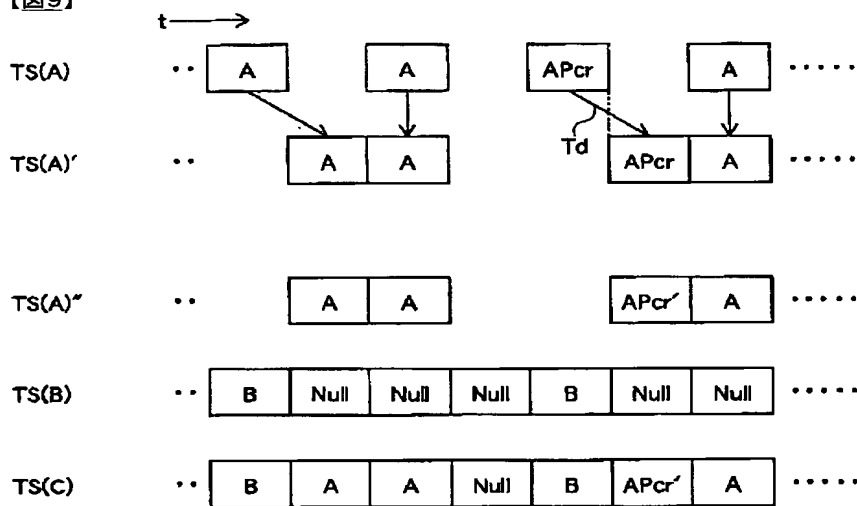 【図9】
t
TS(A) ・・ A A APcr A ・・・・・
Td
TS(A)′ ・・ A A APcr A ・・・・・
TS(A)″ ・・ A A APcr′ A ・・・・・
TS(B) ・・ B Null Null Null B Null Null ・・・・・
TS(C) ・・ B A A Null B APcr′ A ・・・・・